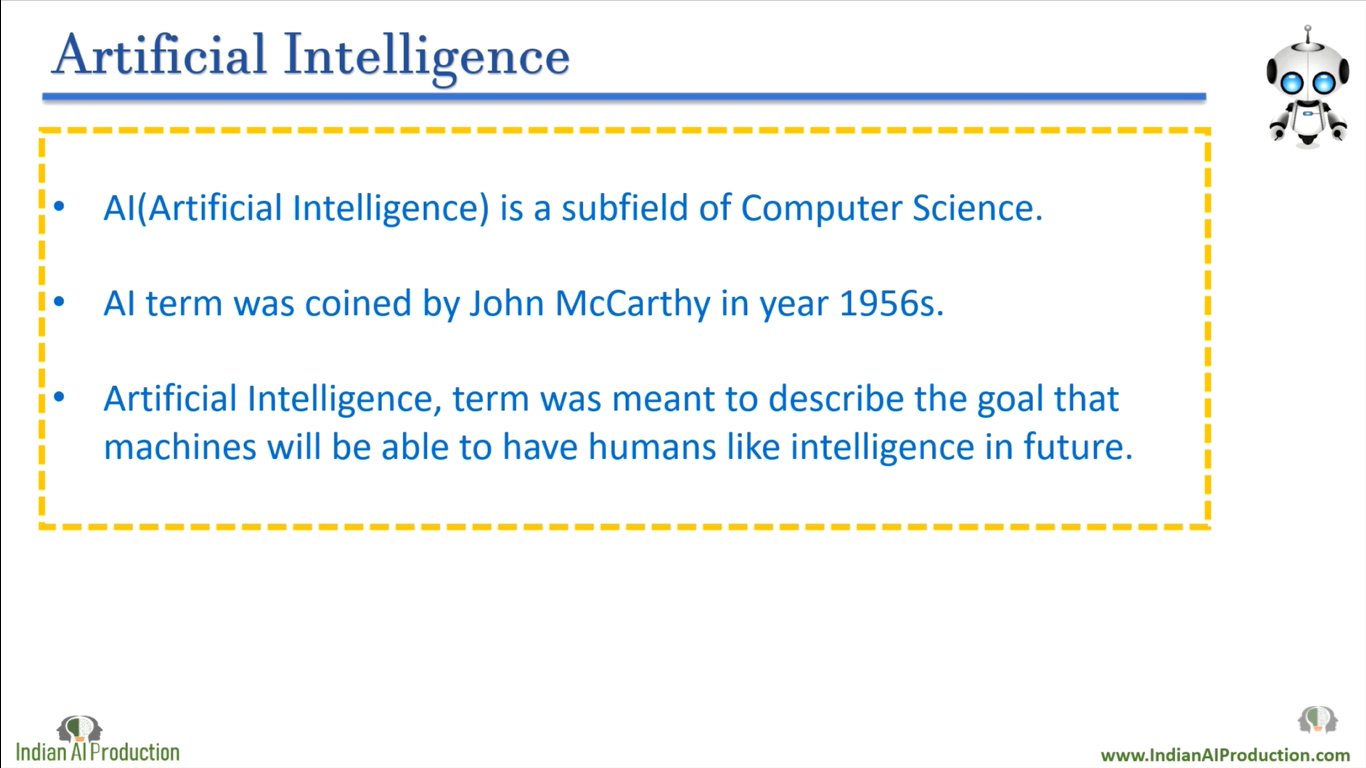 Artificial Intelligence
• AI(Artificial Intelligence) is a subfield of Computer Science.
• AI term was coined by John McCarthy in year 1956s.
• Artificial Intelligence, term was meant to describe the goal that
machines will be able to have humans like intelligence in future.
Indian AI Production
www.IndianAIProduction.com